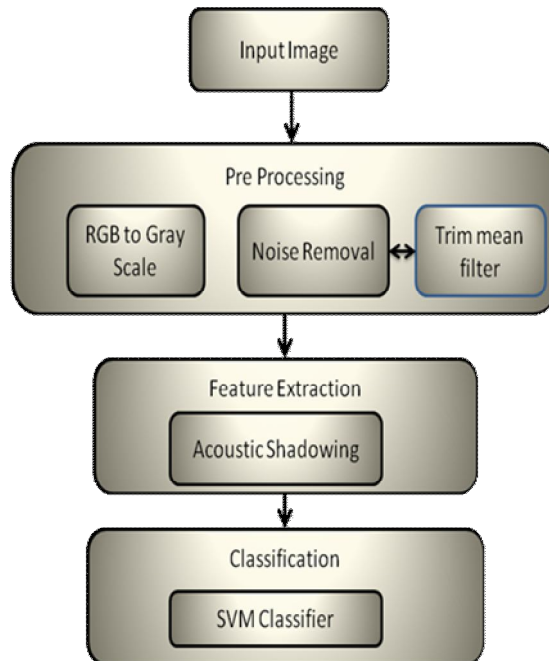 Input Image
Pre Processing
RGB to Gray
Scale
Noise Removal
Trim mean
filter
Feature Extraction
Acoustic Shadowing
Classification
SVM Classifier